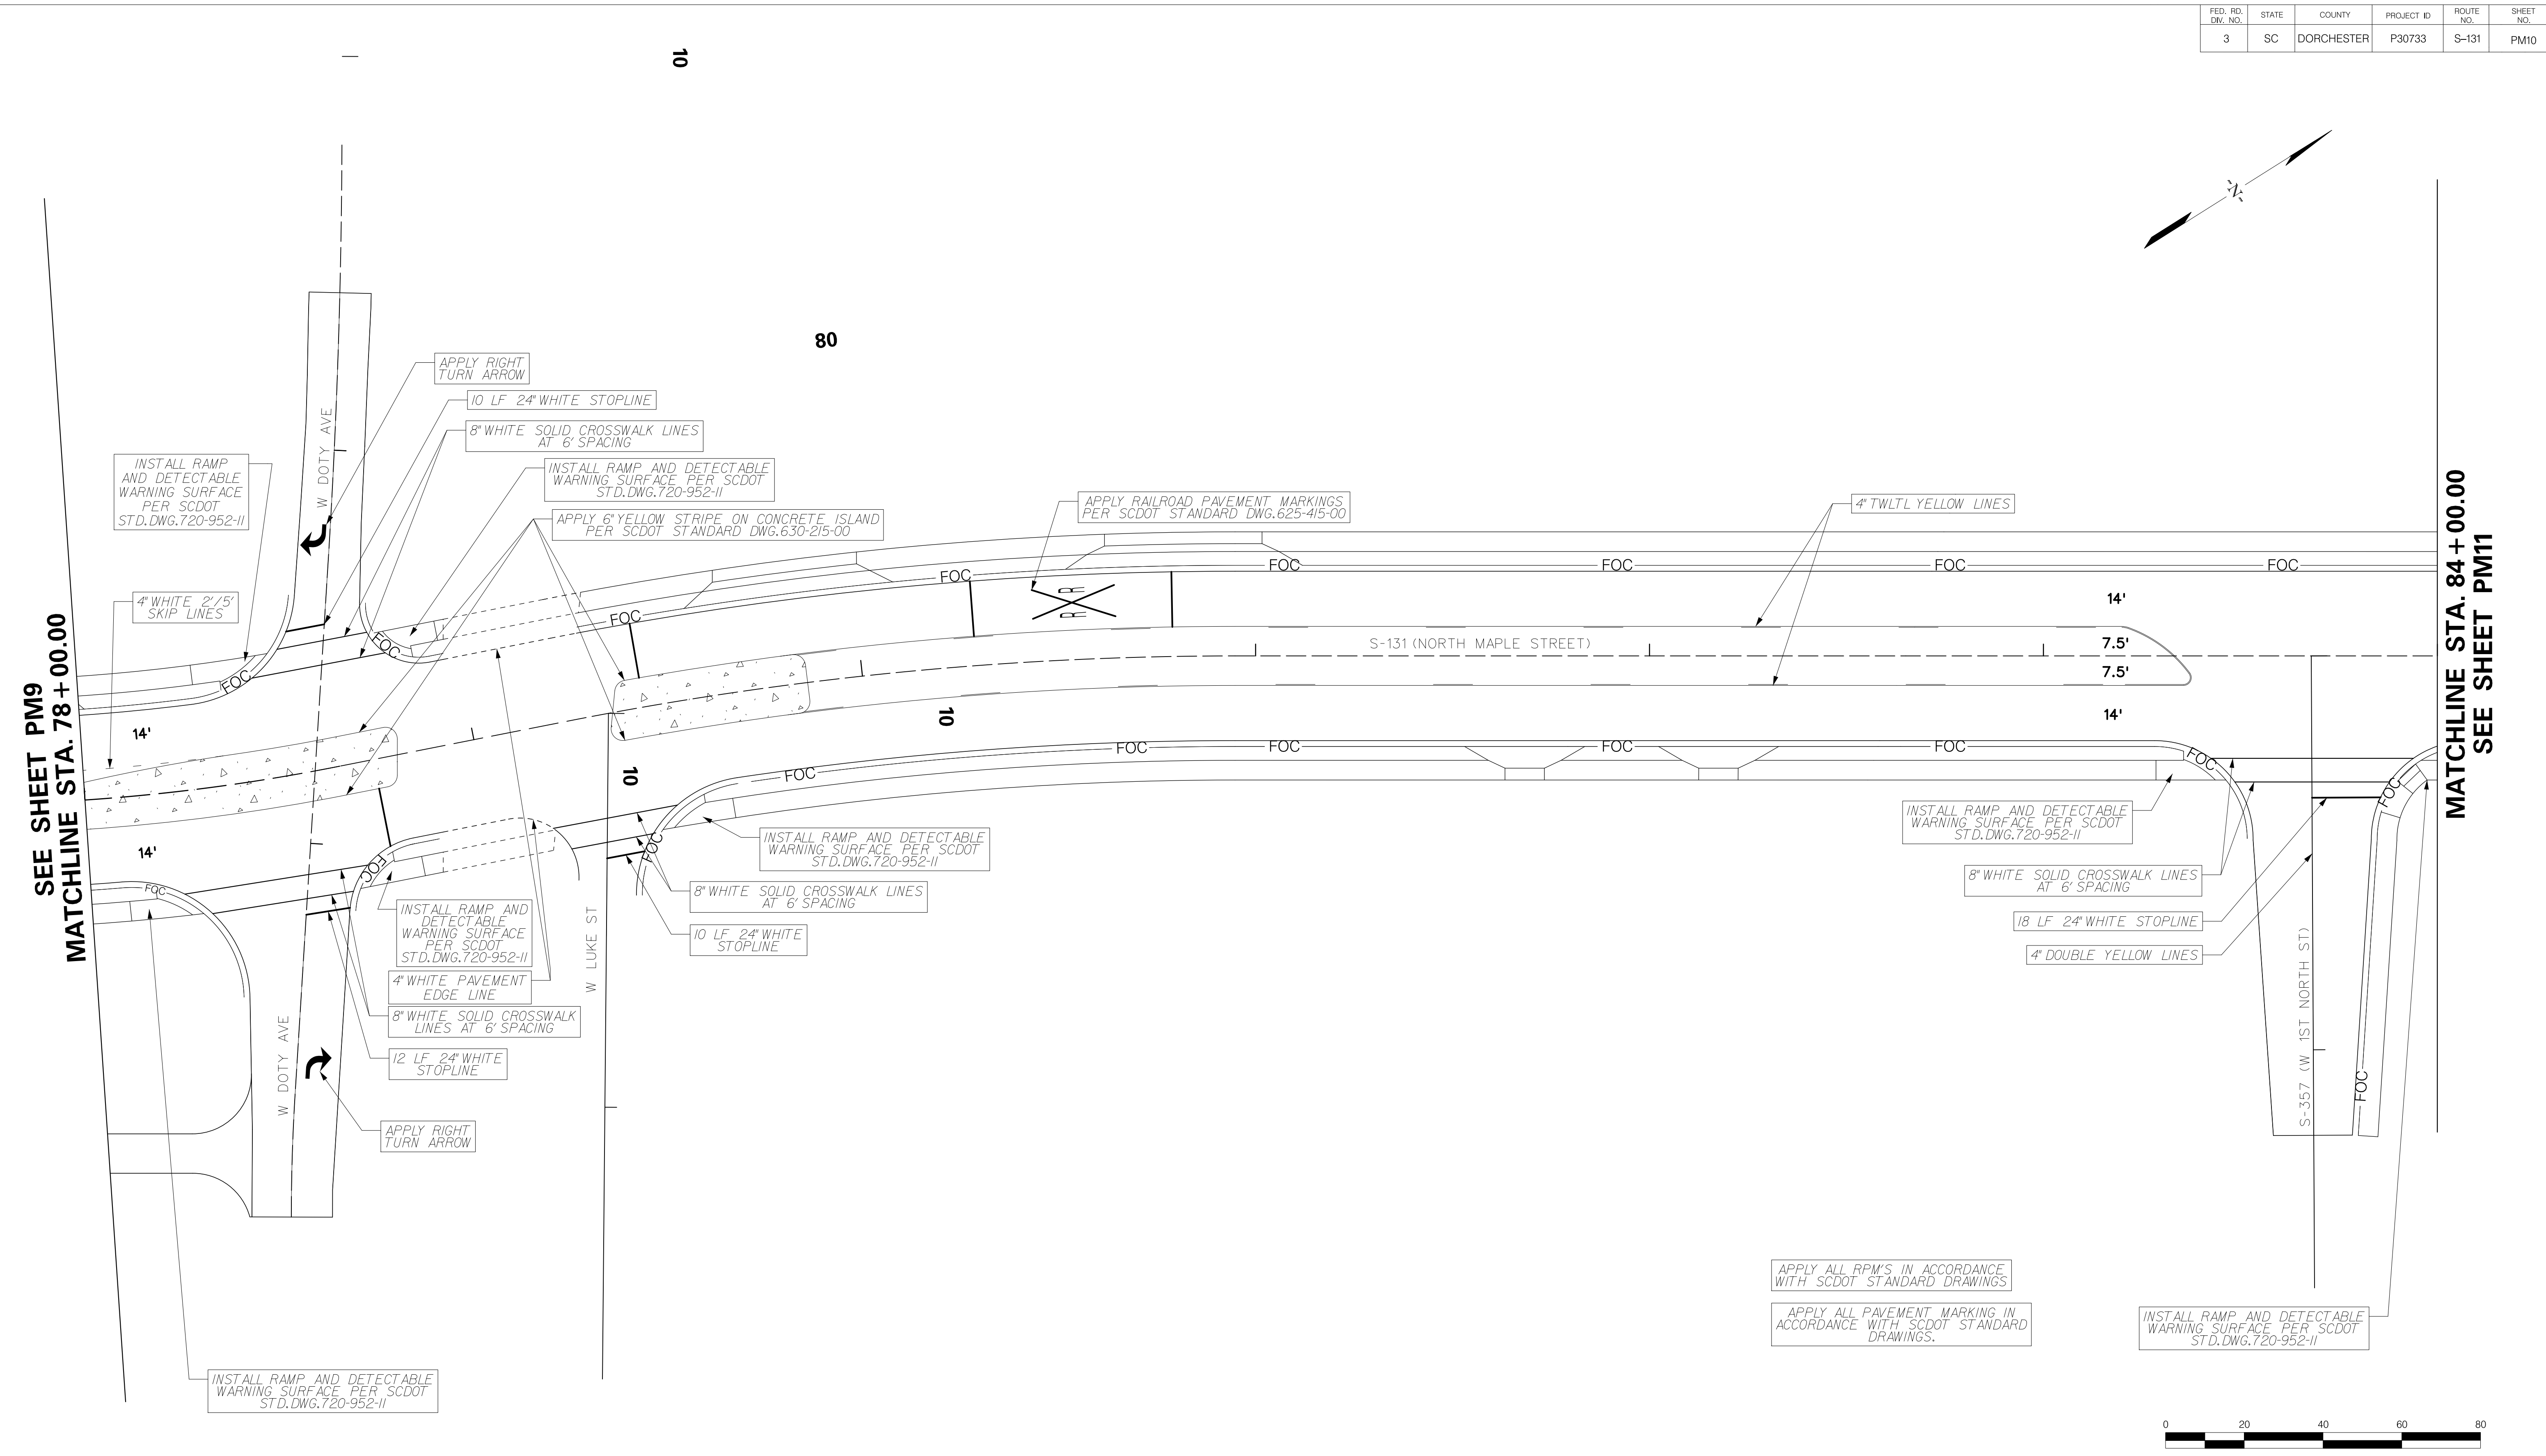 FED. RD.
DIV. NO.
STATE
COUNTY
PROJECT ID
ROUTE
NO.
SHEET
NO.
3
SC
DORCHESTER
P30733
S-131
PM10
10
-N-
80
APPLY RIGHT
TURN ARROW
10 LF 24" WHITE STOPLINE
8" WHITE SOLID CROSSWALK LINES
AT 6' SPACING
INSTALL RAMP
AND DETECTABLE
WARNING SURFACE
PER SCDOT
STD.DWG.720-952-11
W DOTY AVE
INSTALL RAMP AND DETECTABLE
WARNING SURFACE PER SCDOT
STD.DWG.720-952-11
APPLY 6" YELLOW STRIPE ON CONCRETE ISLAND
PER SCDOT STANDARD DWG.630-215-00
APPLY RAILROAD PAVEMENT MARKINGS
PER SCDOT STANDARD DWG.625-415-00
4" TWLTL YELLOW LINES
4" WHITE 2'/5'
SKIP LINES
SEE SHEET PM9
MATCHLINE STA. 78+00.00
MATCHLINE STA. 84+00.00
SEE SHEET PM11
FOC
FOC
FOC
FOC
FOC
FOC
FOC
FOC
R
R
14'
S-131 (NORTH MAPLE STREET)
7.5'
7.5'
14'
14'
14'
10
10
FOC
FOC
FOC
FOC
FOC
FOC
FOC
FOC
FOC
FOC
FOC
INSTALL RAMP AND DETECTABLE
WARNING SURFACE PER SCDOT
STD.DWG.720-952-11
INSTALL RAMP AND DETECTABLE
WARNING SURFACE PER SCDOT
STD.DWG.720-952-11
8" WHITE SOLID CROSSWALK LINES
AT 6' SPACING
8" WHITE SOLID CROSSWALK LINES
AT 6' SPACING
10 LF 24" WHITE
STOPLINE
18 LF 24" WHITE STOPLINE
4" DOUBLE YELLOW LINES
INSTALL RAMP AND
DETECTABLE
WARNING SURFACE
PER SCDOT
STD.DWG.720-952-11
4" WHITE PAVEMENT
EDGE LINE
8" WHITE SOLID CROSSWALK
LINES AT 6' SPACING
12 LF 24" WHITE
STOPLINE
W LUKE ST
W DOTY AVE
S-357 (W 1ST NORTH ST)
FOC
APPLY RIGHT
TURN ARROW
APPLY ALL RPM'S IN ACCORDANCE
WITH SCDOT STANDARD DRAWINGS
APPLY ALL PAVEMENT MARKING IN
ACCORDANCE WITH SCDOT STANDARD
DRAWINGS.
INSTALL RAMP AND DETECTABLE
WARNING SURFACE PER SCDOT
STD.DWG.720-952-11
INSTALL RAMP AND DETECTABLE
WARNING SURFACE PER SCDOT
STD.DWG.720-952-11
0 20 40 60 80